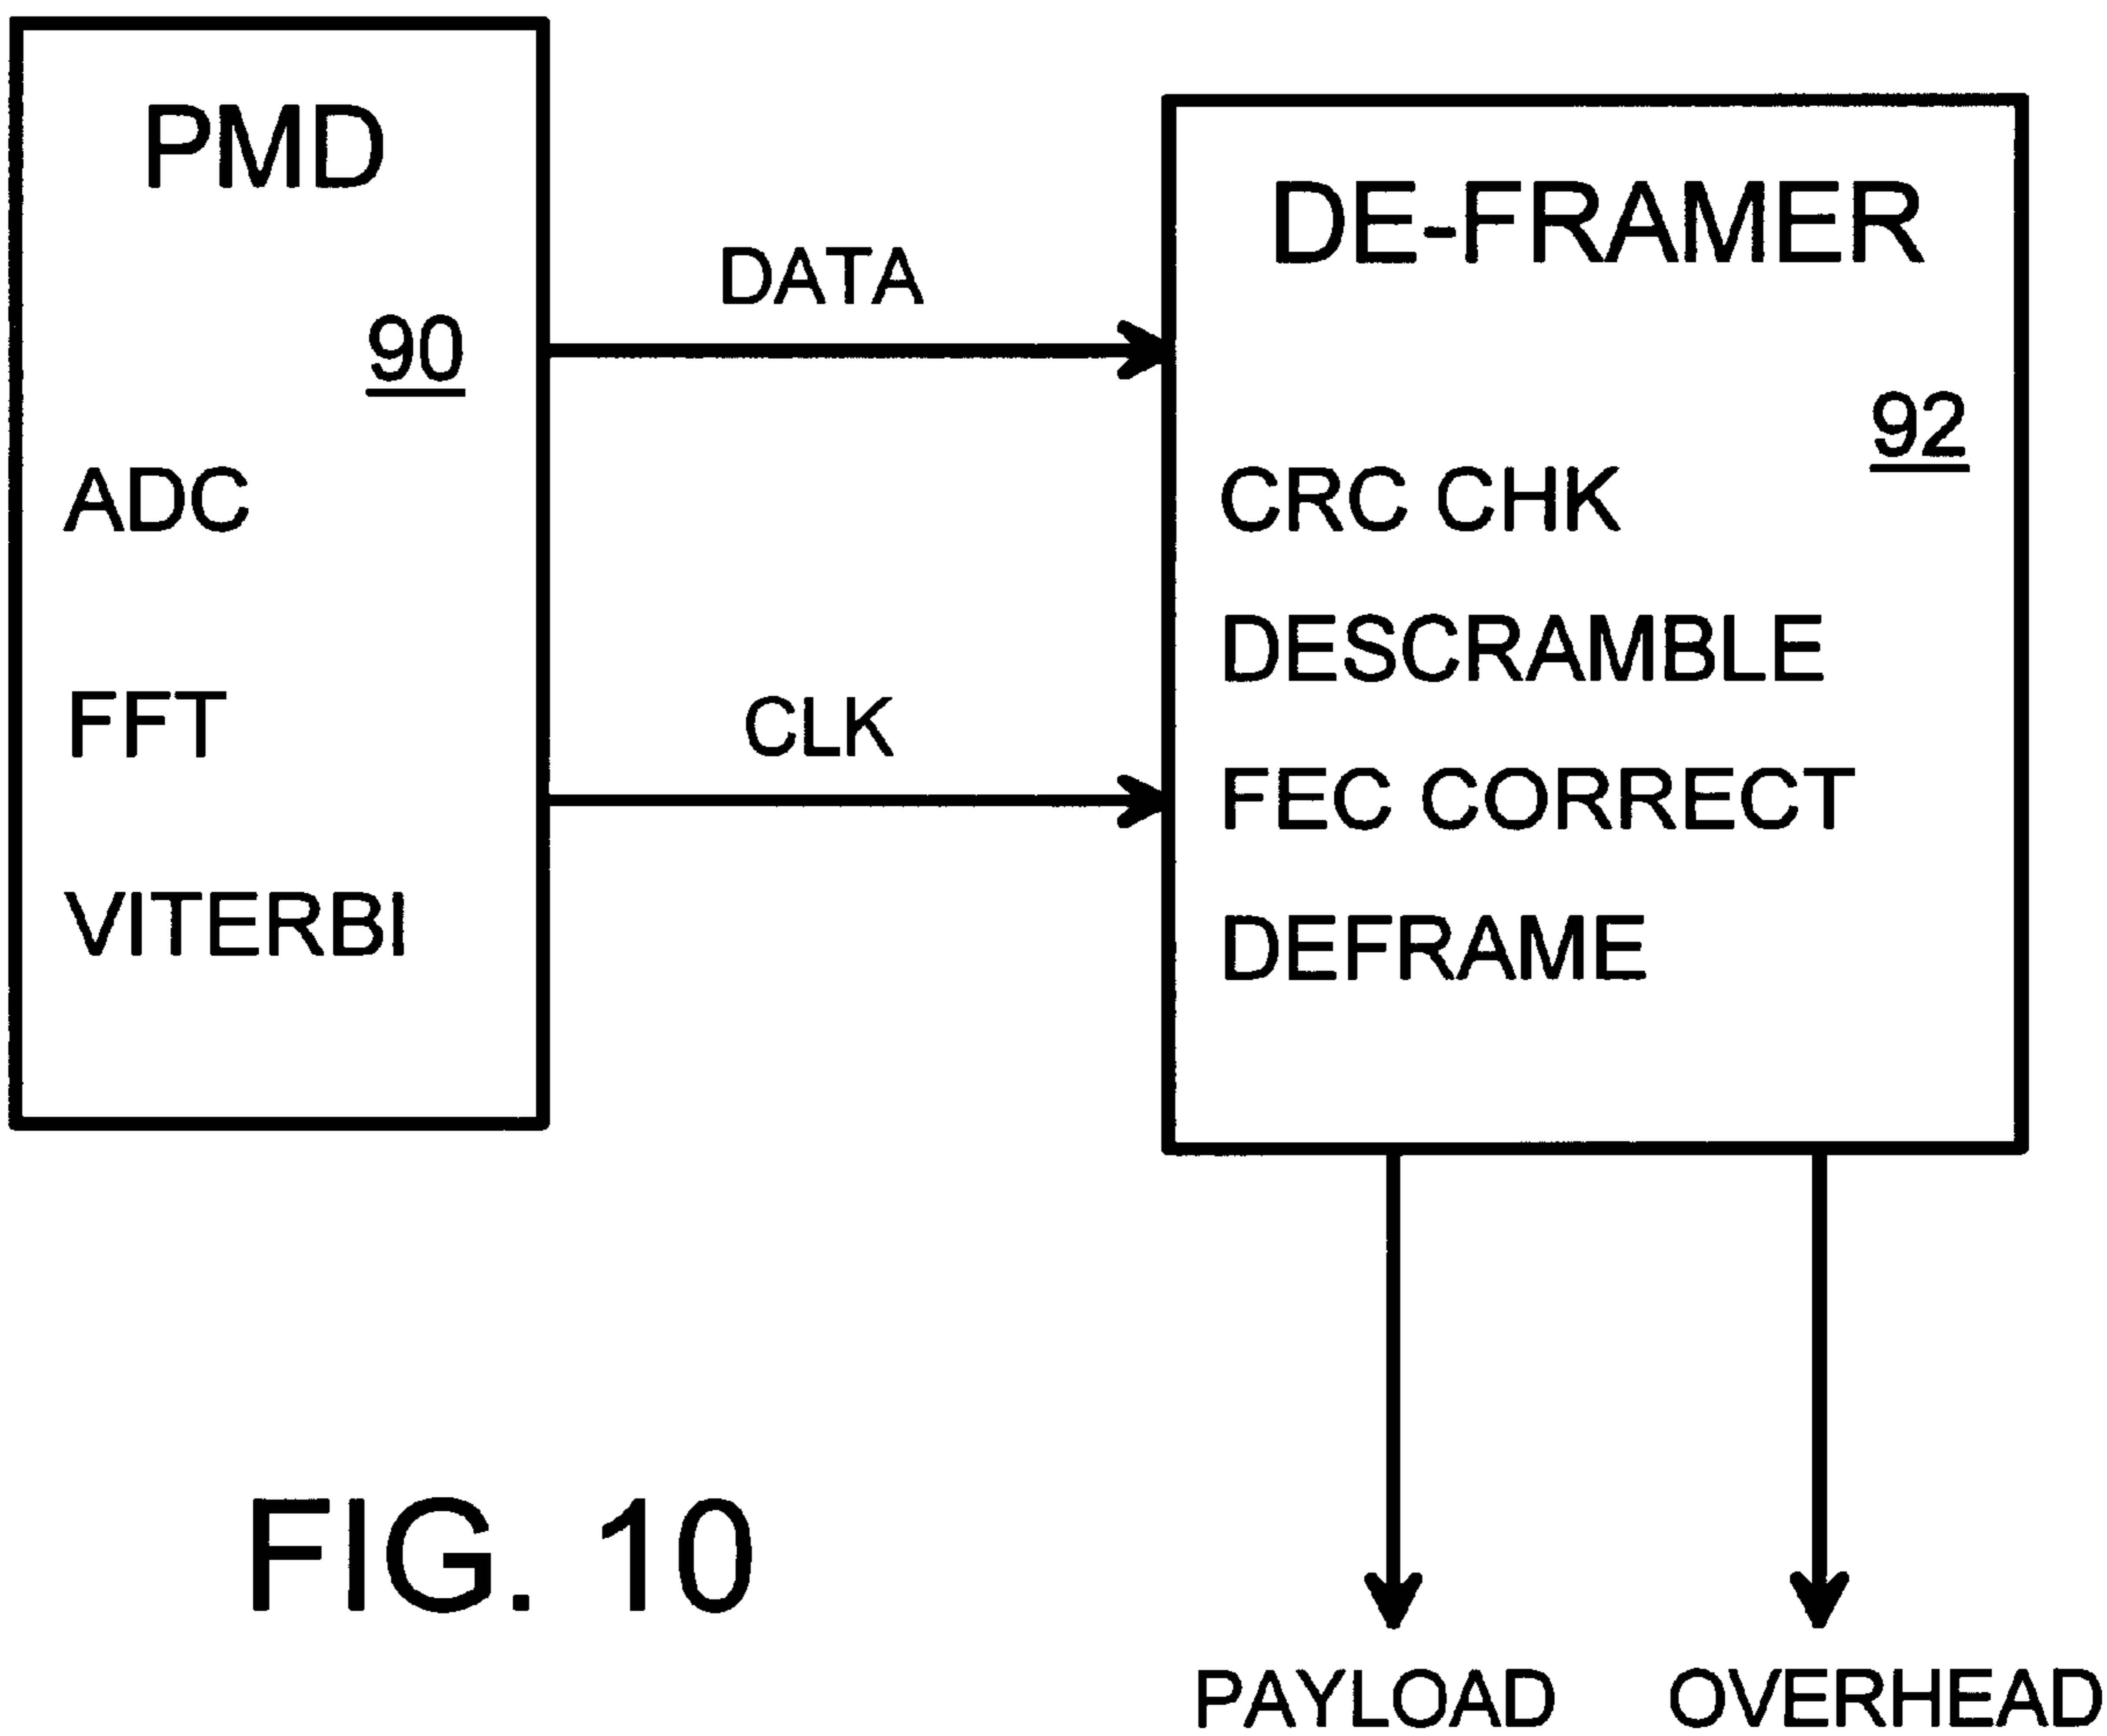 PMD
90
ADC
FFT
VITERBI
DATA
CLK
DE-FRAMER
92
CRC CHK
DESCRAMBLE
FEC CORRECT
DEFRAME
PAYLOAD
OVERHEAD
FIG. 10